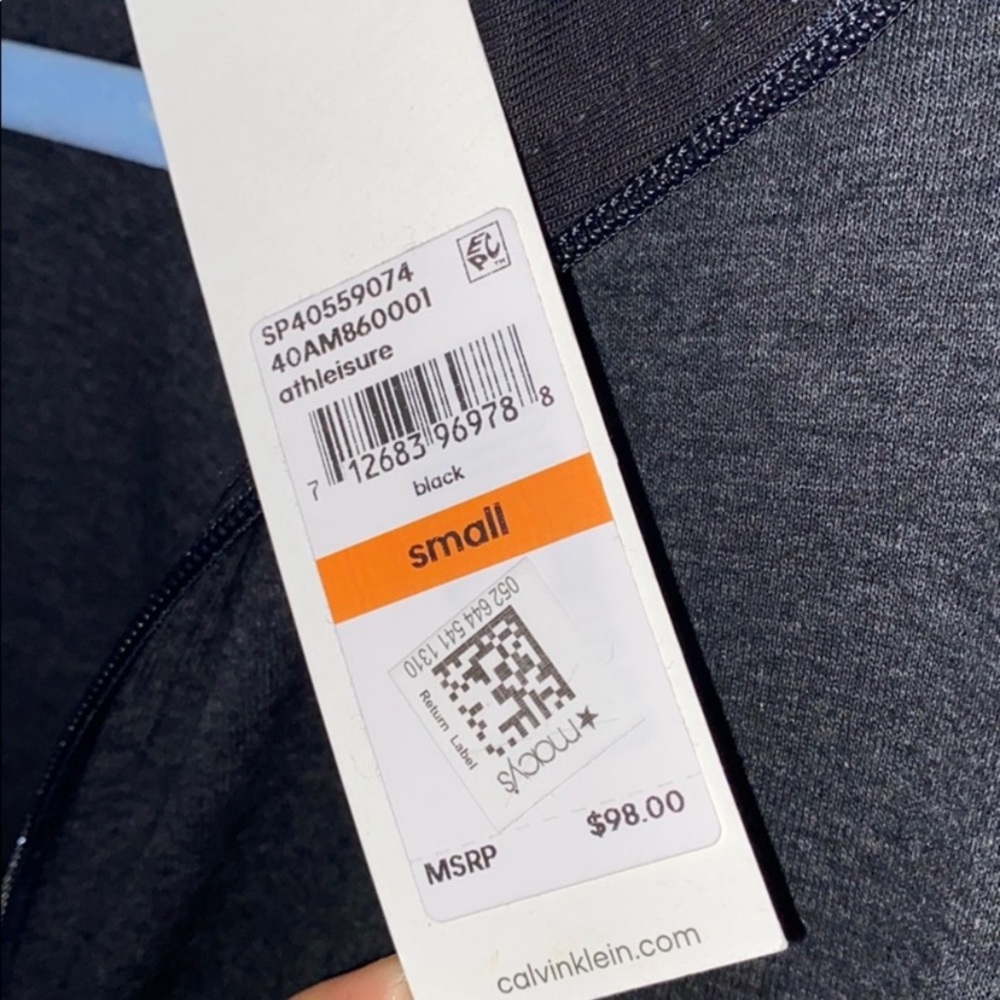 EPC™
SP40559074
40AM860001
athleisure
7 12683 96978 8
black
small
052 644 541 1310
Return Label
★macy's
MSRP $98.00
calvinklein.com